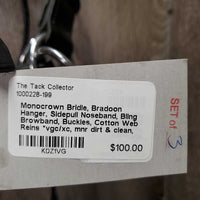 The Tack Collector
1000228-199
Monocrown Bridle, Bradoon
Hanger, Sidepull Noseband, Bling
Browband, Buckles, Cotton Web
Reins *vgc/xc, mnr dirt & clean,
KDZ1VG
$100.00
SET of 3